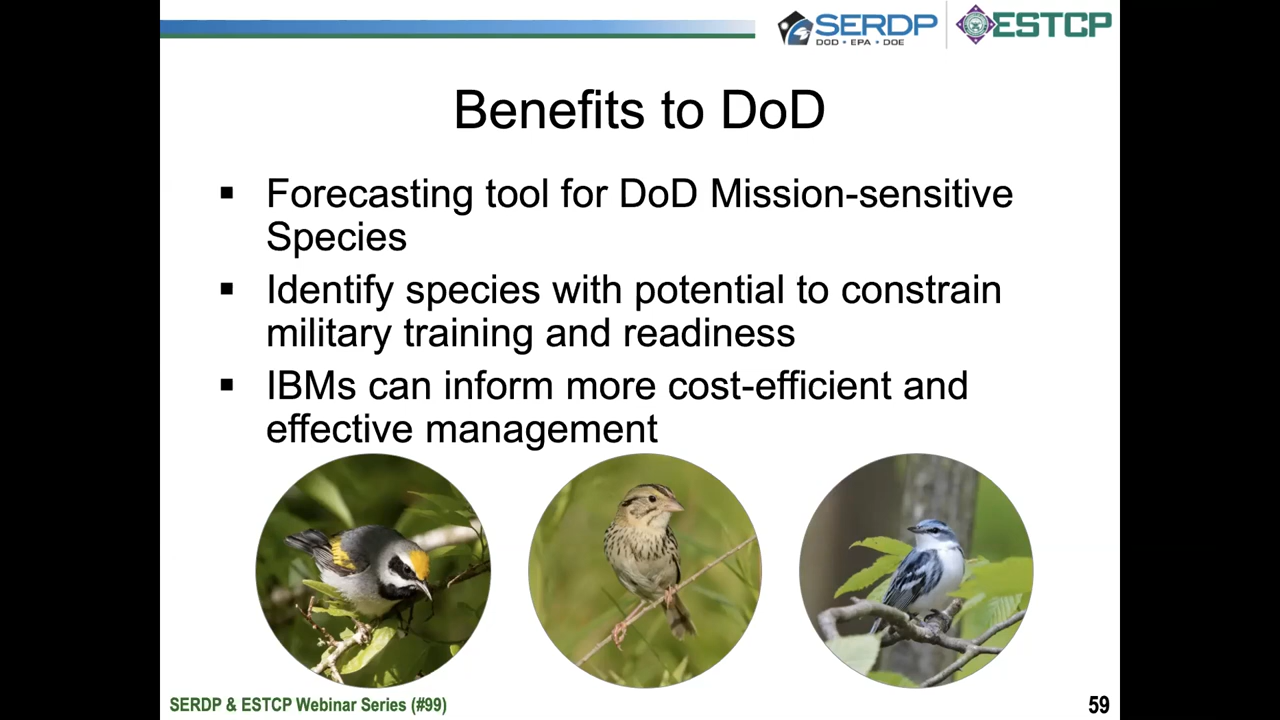 SERDP
DOD • EPA • DOE
ESTCP
Benefits to DoD
▪ Forecasting tool for DoD Mission-sensitive
Species
▪ Identify species with potential to constrain
military training and readiness
▪ IBMs can inform more cost-efficient and
effective management
SERDP & ESTCP Webinar Series (#99)
59